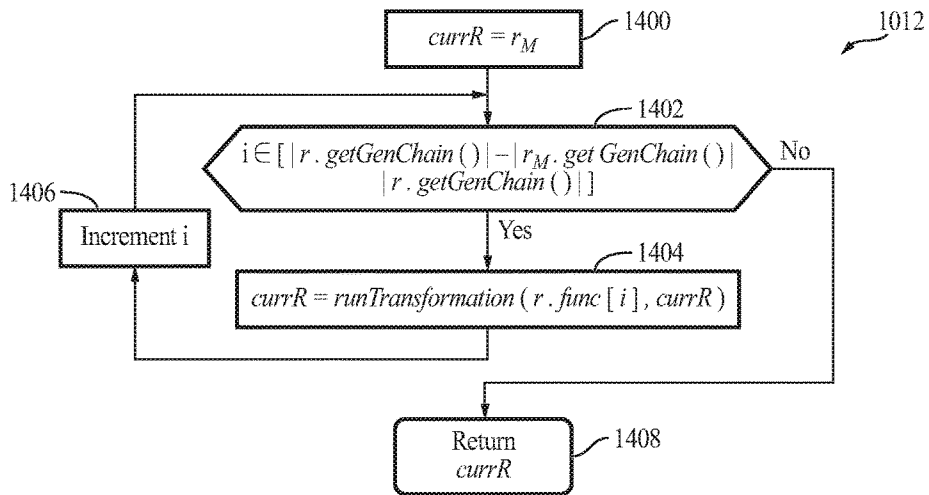 currR = r_M
1400
1012
1402
i ∈ [ | r . getGenChain ( ) | – | r_M . get GenChain ( ) |
| r . getGenChain ( ) | ]
No
1406
Increment i
Yes
1404
currR = runTransformation ( r . func [ i ] , currR )
Return
currR
1408